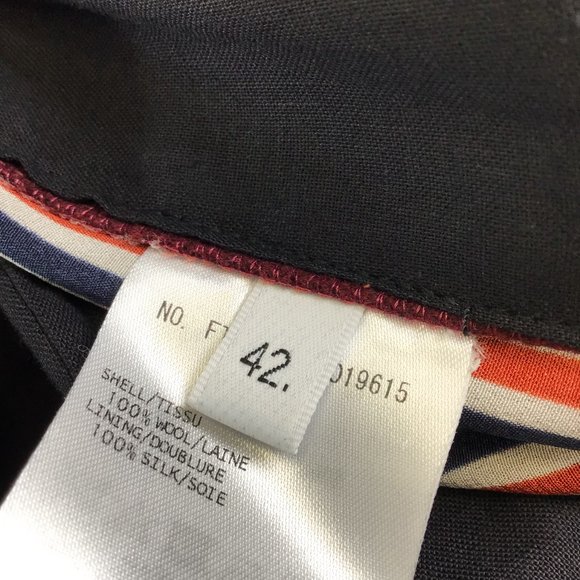 NO. F
019615
42.
SHELL/TISSU
100% WOOL/LAINE
LINING/DOUBLURE
100% SILK/SOIE